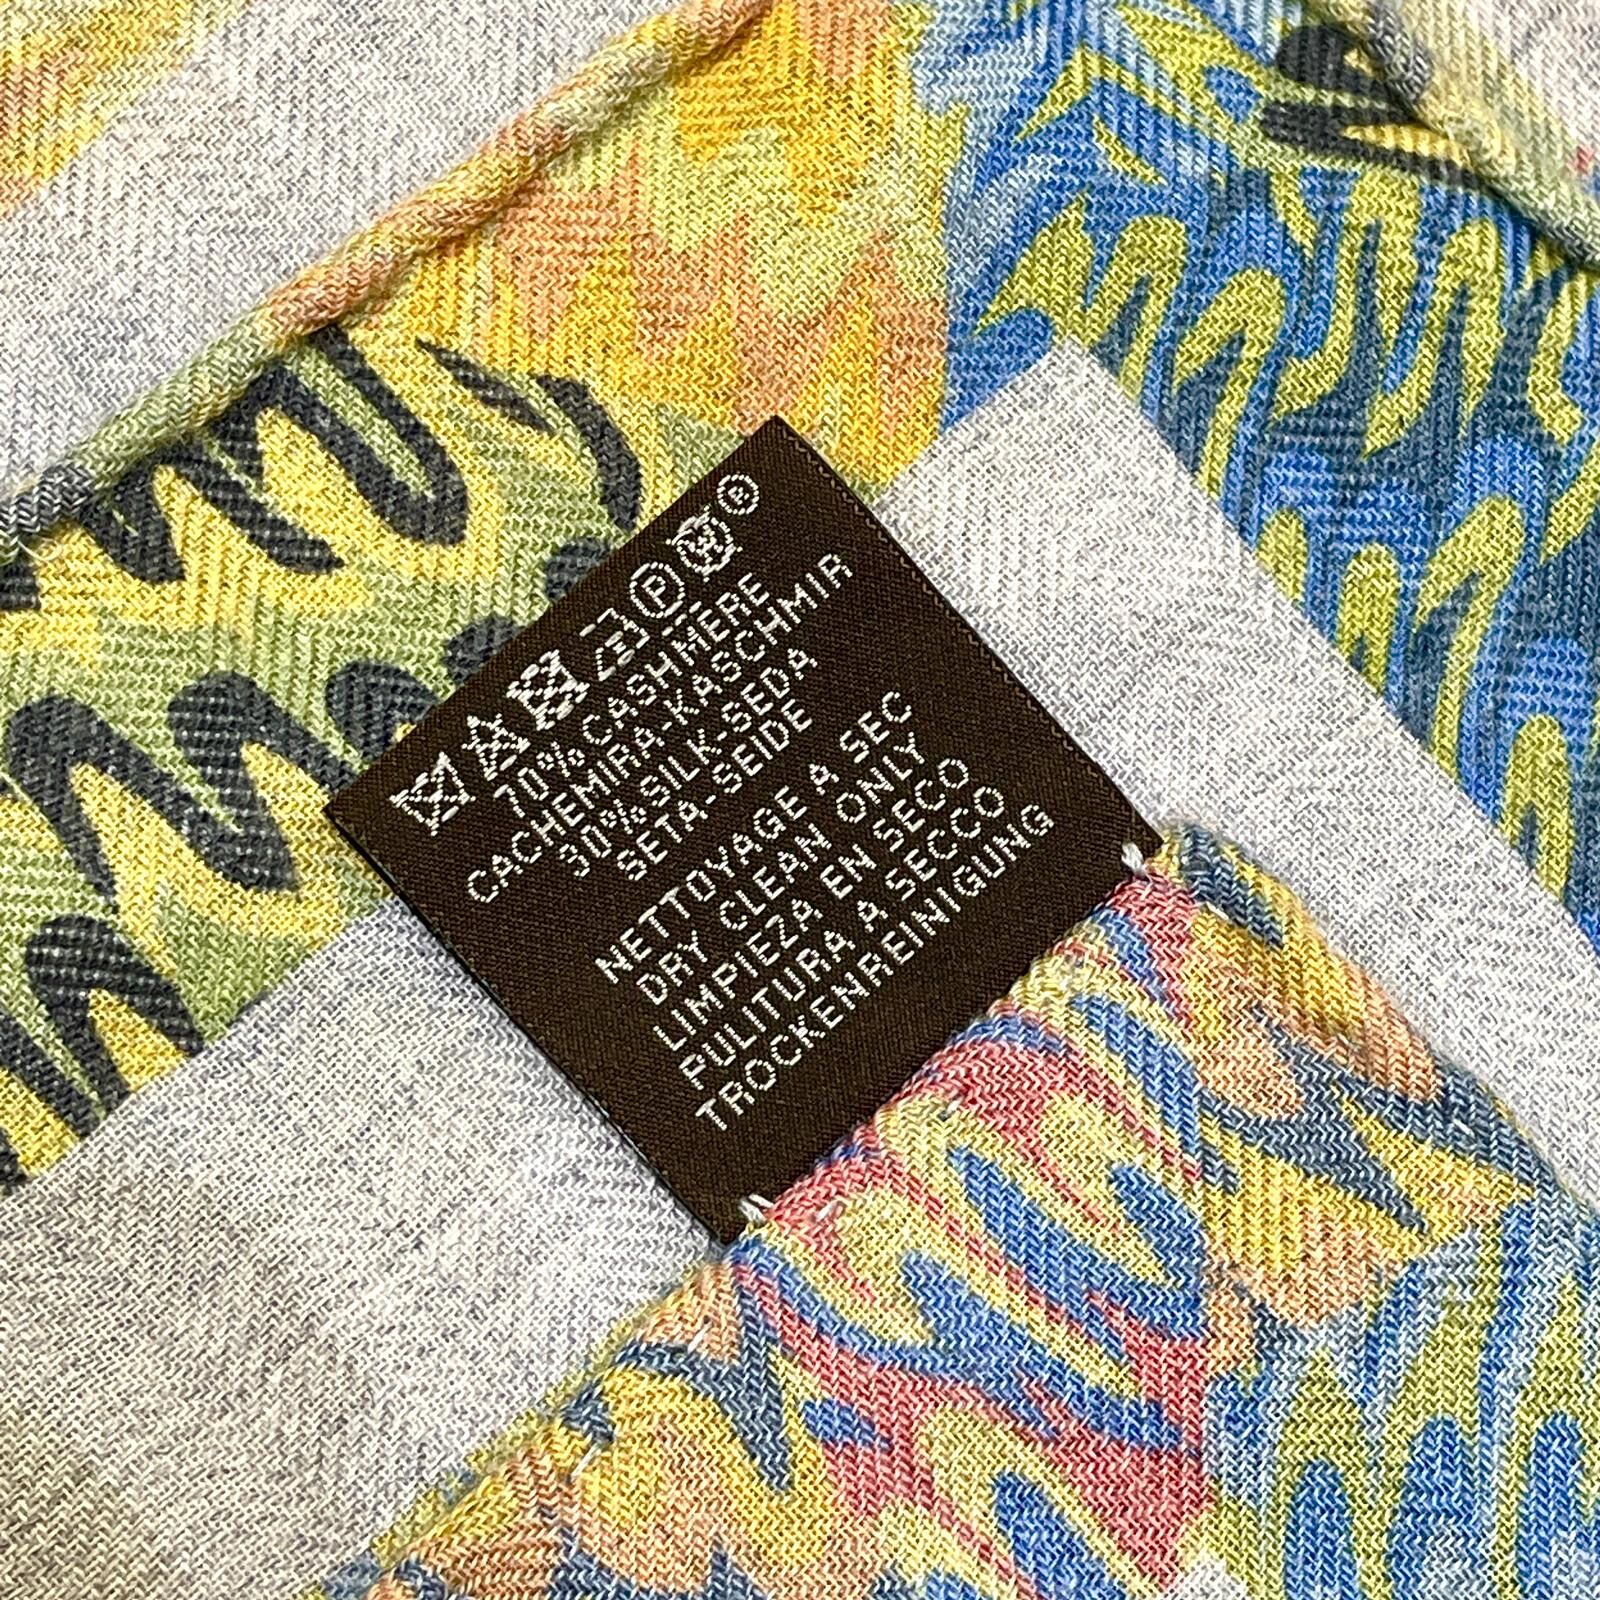 P W ®
70% CASHMERE
CACHEMIRA-KASCHMIR
30% SILK-SEDA
SETA-SEIDE
NETTOYAGE A SEC
DRY CLEAN ONLY
LIMPIEZA EN SECO
PULITURA A SECCO
TROCKENREINIGUNG